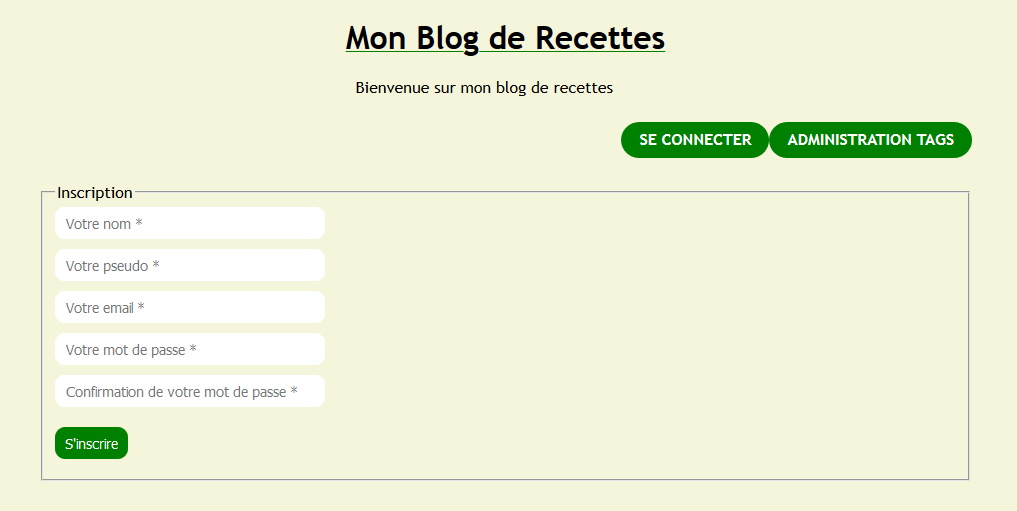 Mon Blog de Recettes
Bienvenue sur mon blog de recettes
SE CONNECTER ADMINISTRATION TAGS
Inscription
Votre nom *
Votre pseudo *
Votre email *
Votre mot de passe *
Confirmation de votre mot de passe *
S'inscrire